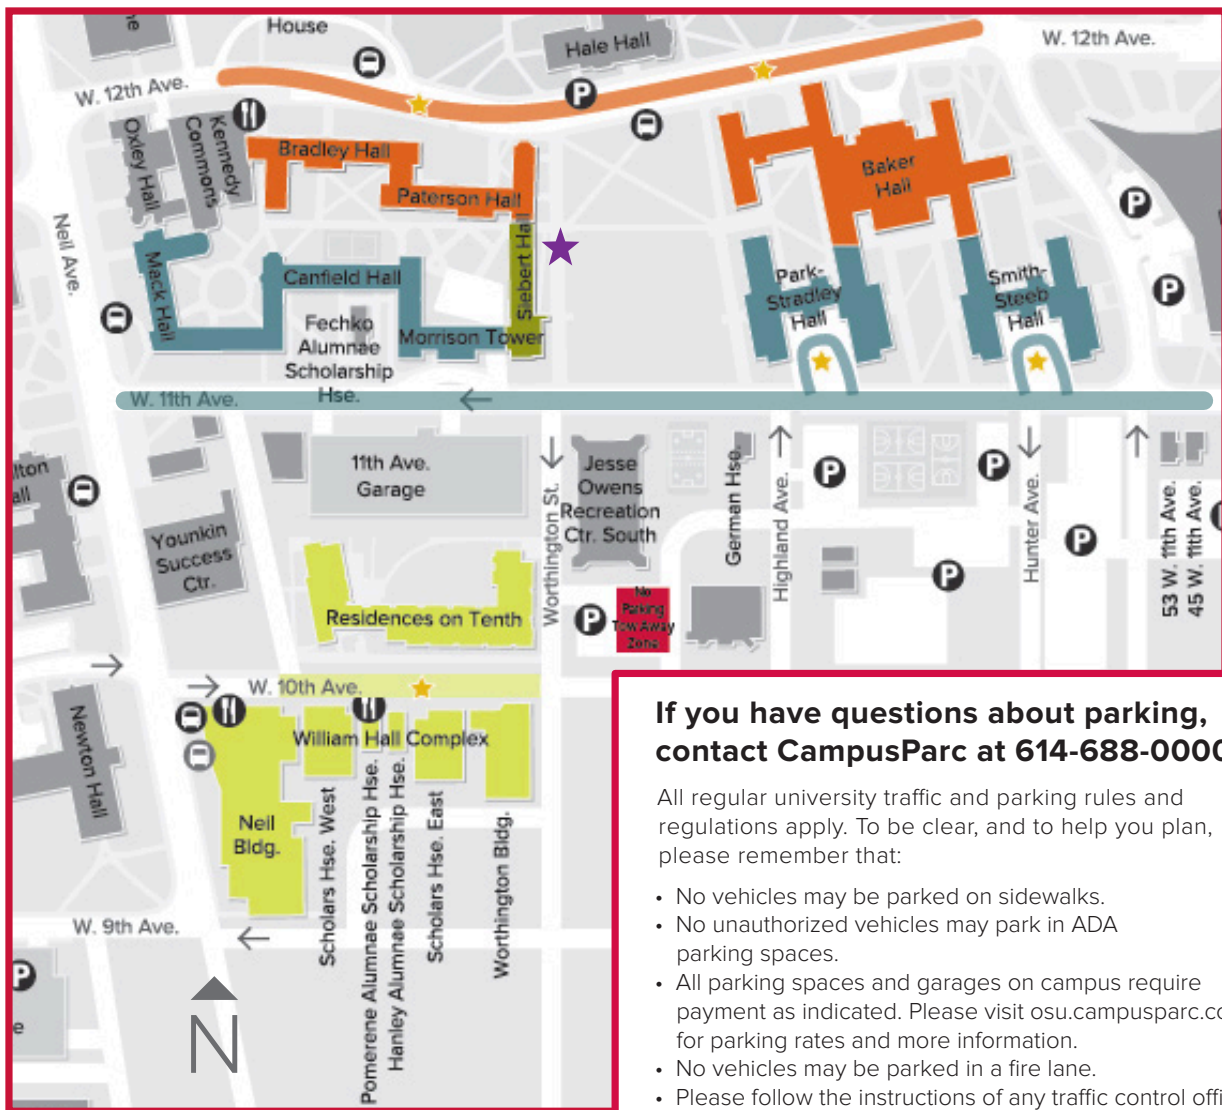 House
Hale Hall
W. 12th Ave.
W. 12th Ave.
P
Oxley Hall
Kennedy
Commons
Bradley Hall
Paterson Hall
Baker
Hall
P
Neil Ave.
Mack Hall
Canfield Hall
Siebert Hall
Park-
Stradley
Hall
Smith-
Steeb
Hall
P
Fechko
Alumnae
Scholarship
Hse.
Morrison Tower
W. 11th Ave.
11th Ave.
Garage
Worthington St.
Jesse
Owens
Recreation
Ctr. South
German Hse.
Highland Ave.
P
P
Hunter Ave.
P
P
53 W. 11th Ave.
45 W. 11th Ave.
lton
all
Younkin
Success
Ctr.
Residences on Tenth
P
No
Parking
Tow Away
Zone
W. 10th Ave.
Newton Hall
William Hall Complex
Neil
Bldg.
Scholars Hse. West
Pomerene Alumnae Scholarship Hse.
Hanley Alumnae Scholarship Hse.
Scholars Hse. East
Worthington Bldg.
W. 9th Ave.
P
e
N
If you have questions about parking,
contact CampusParc at 614-688-0000
All regular university traffic and parking rules and
regulations apply. To be clear, and to help you plan,
please remember that:
• No vehicles may be parked on sidewalks.
• No unauthorized vehicles may park in ADA
parking spaces.
• All parking spaces and garages on campus require
payment as indicated. Please visit osu.campusparc.co
for parking rates and more information.
• No vehicles may be parked in a fire lane.
• Please follow the instructions of any traffic control offi